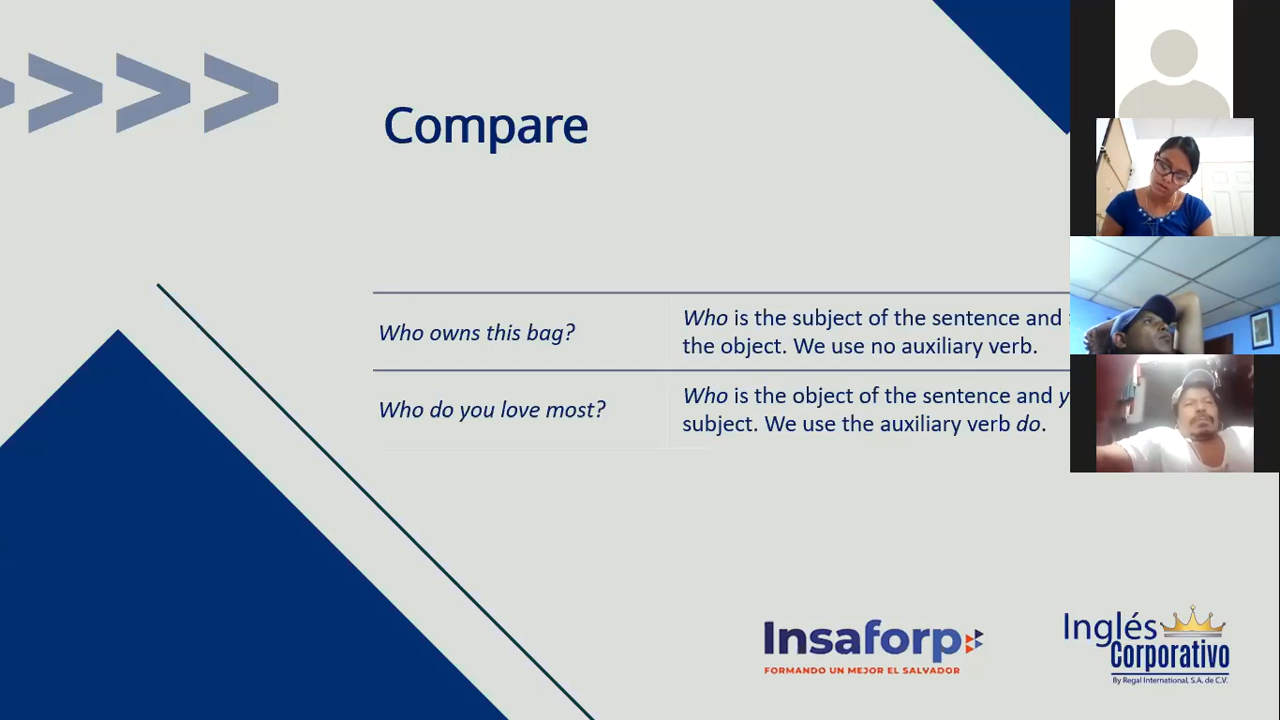 Compare
Who owns this bag?
Who is the subject of the sentence and
the object. We use no auxiliary verb.
Who do you love most?
Who is the object of the sentence and y
subject. We use the auxiliary verb do.
Insaforp
FORMANDO UN MEJOR EL SALVADOR
Inglés
Corporativo
By Regal International, S.A. de C.V.